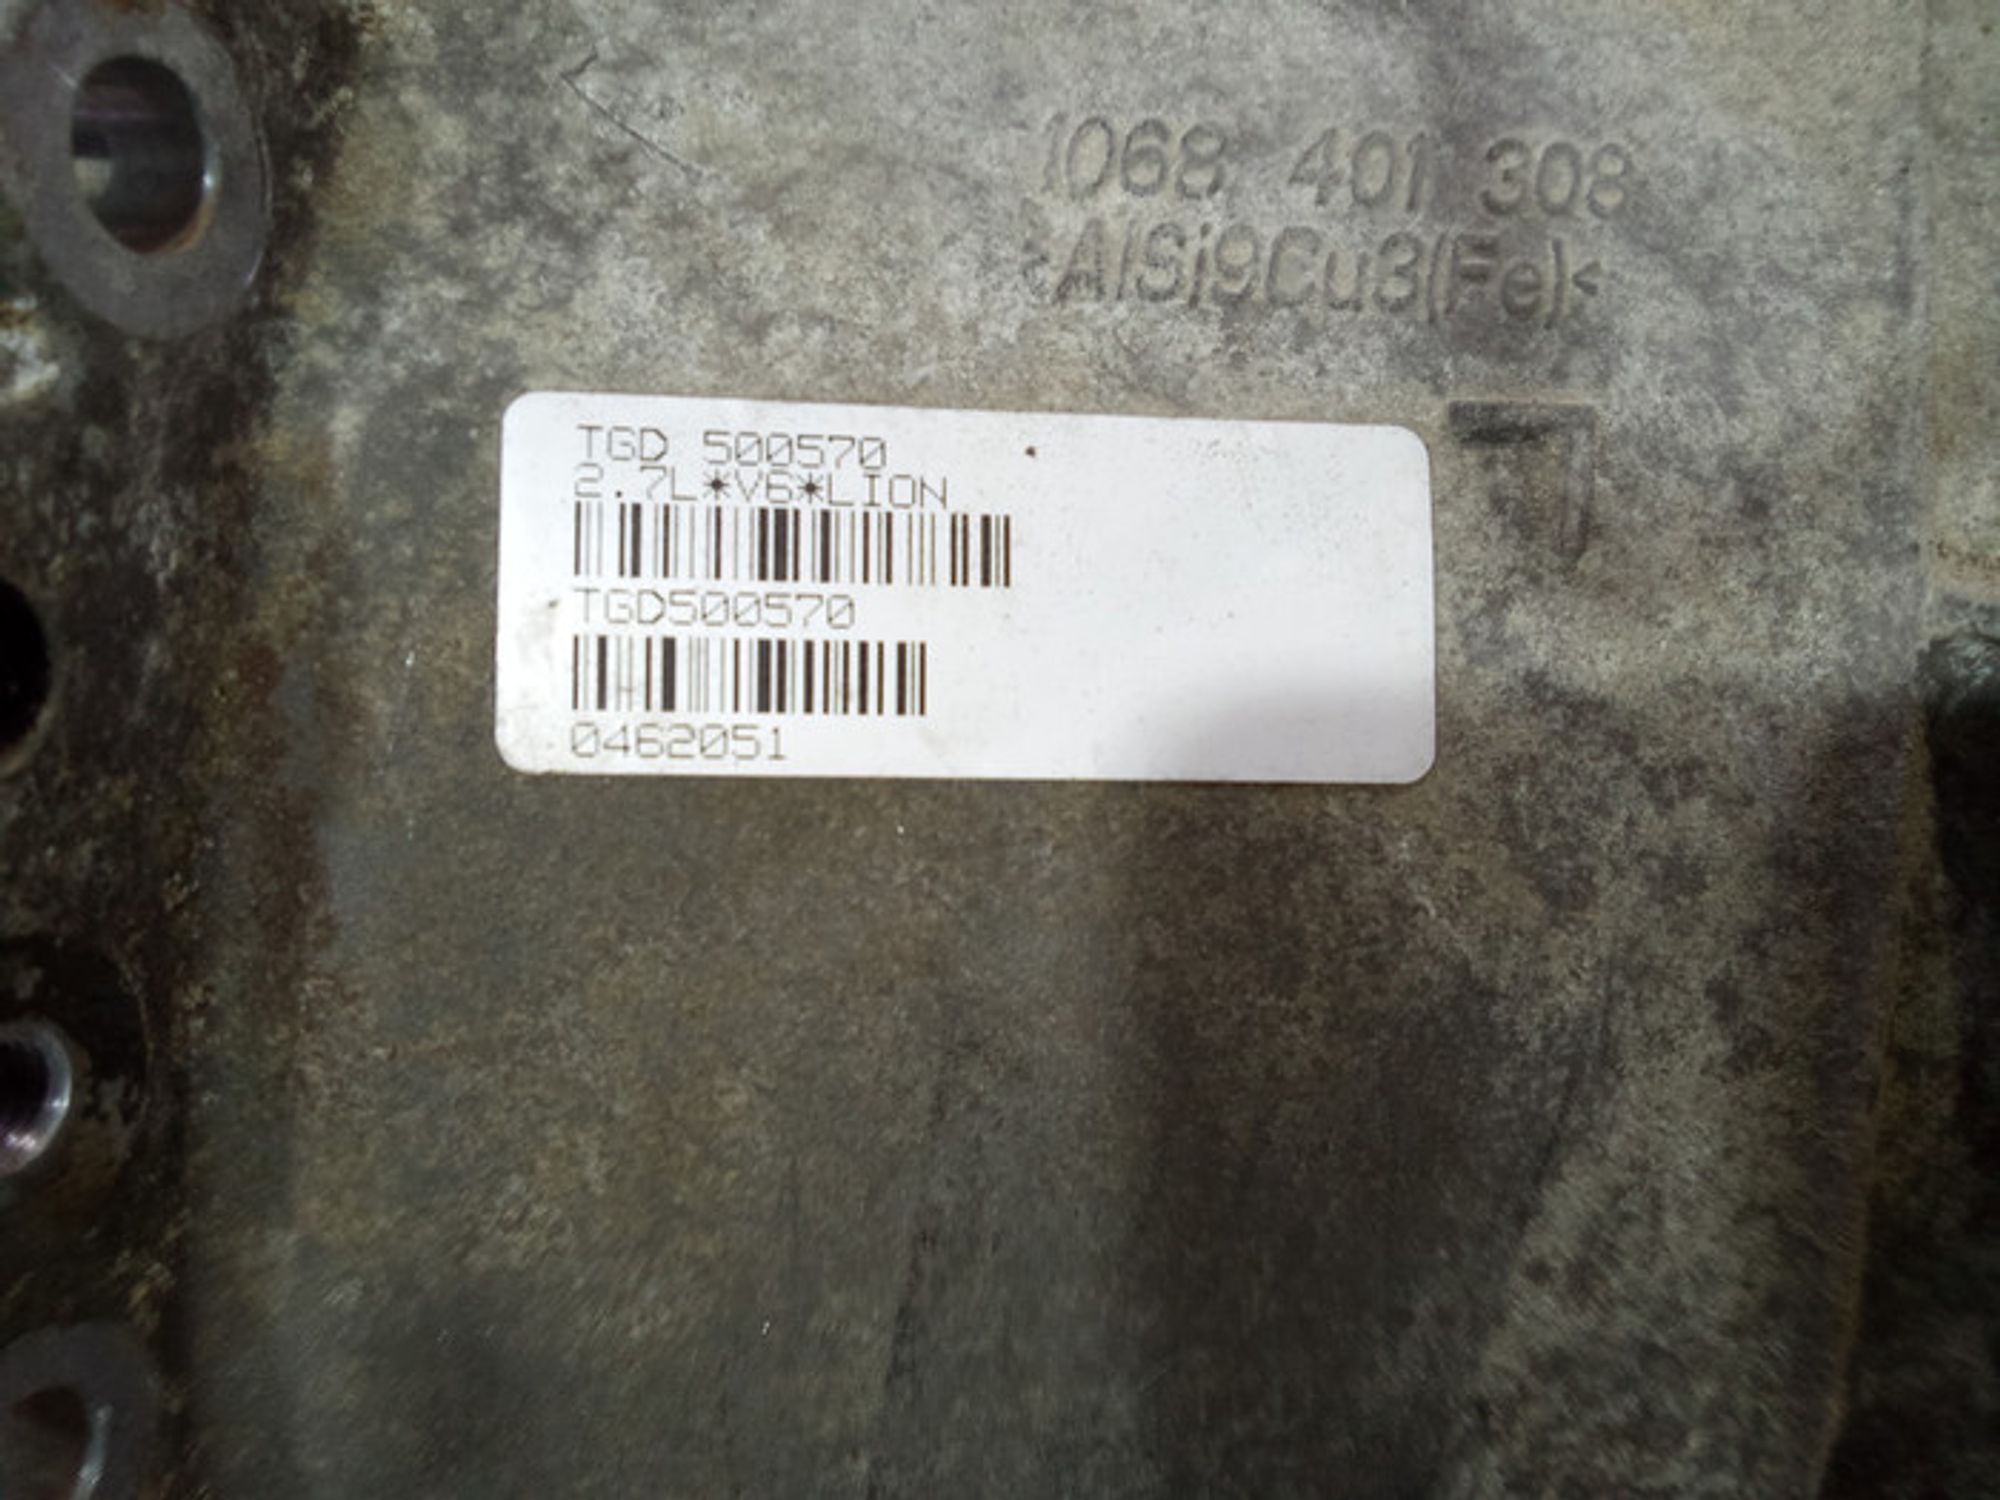 1068 401 308
>AlSi9Cu3(Fe)<
TGD 500570
2.7L*V6*LION
TGD500570
0462051